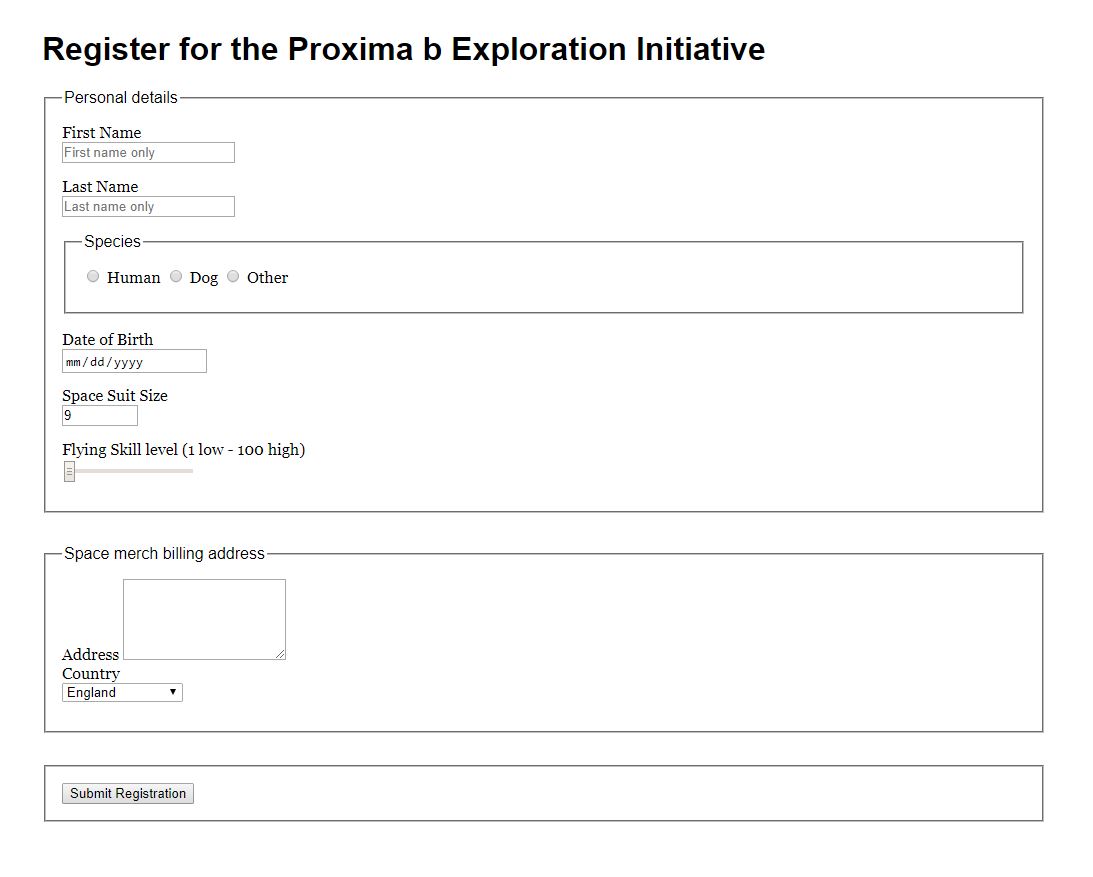 Register for the Proxima b Exploration Initiative
Personal details
First Name
First name only
Last Name
Last name only
Species
Human Dog Other
Date of Birth
mm/dd/yyyy
Space Suit Size
9
Flying Skill level (1 low - 100 high)
Space merch billing address
Address
Country
England
Submit Registration